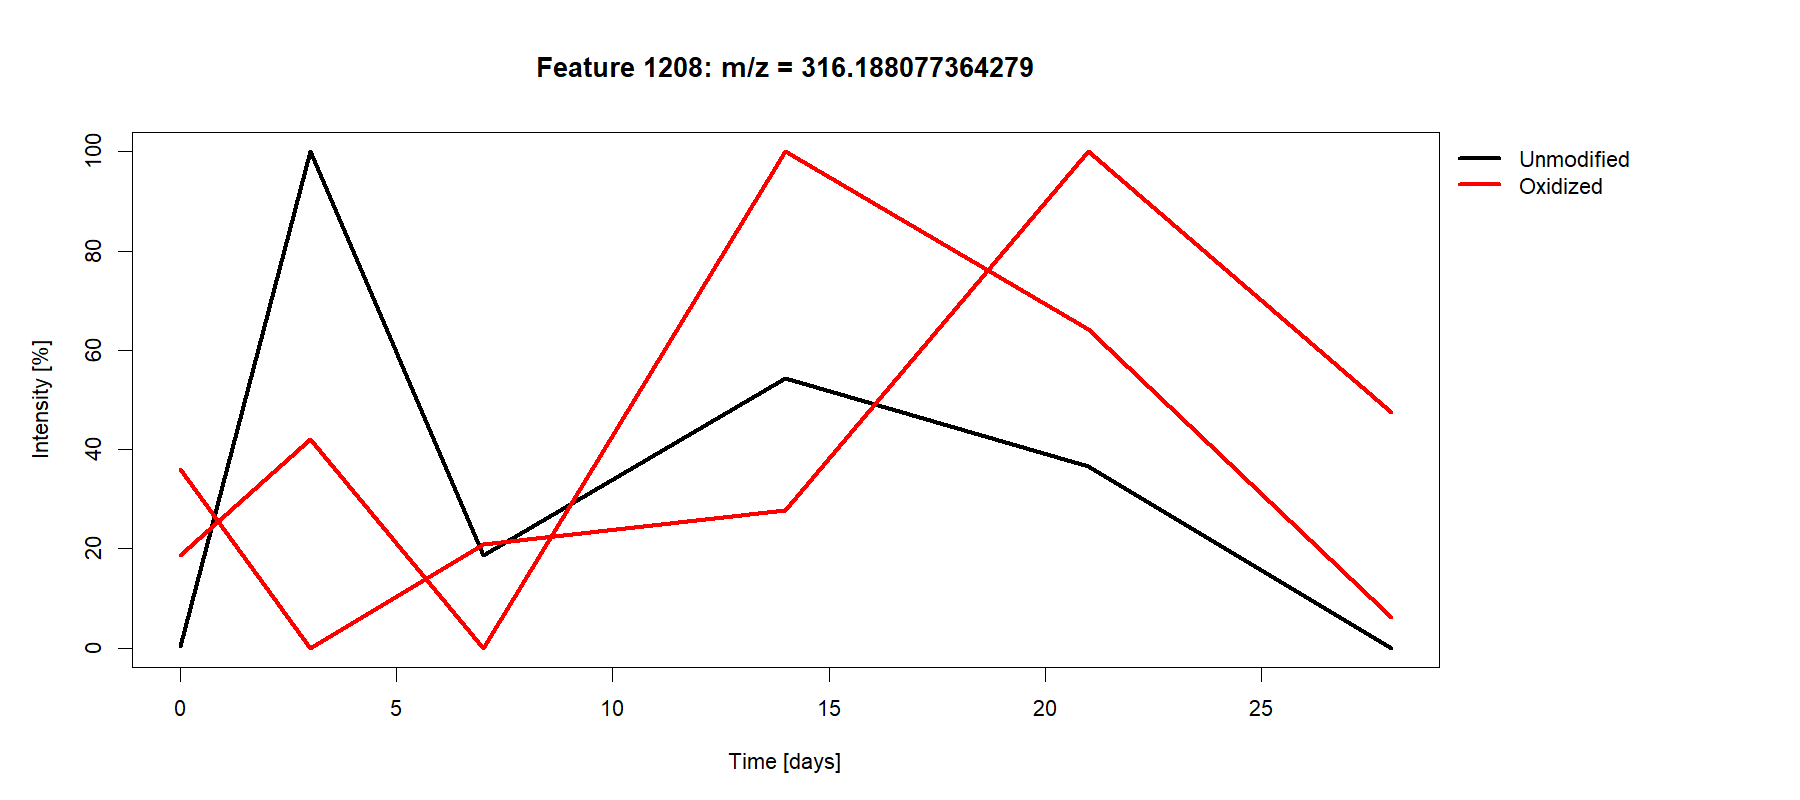 Feature 1208: m/z = 316.188077364279
Unmodified
Oxidized
100
80
60
40
20
0
Intensity [%]
0 5 10 15 20 25
Time [days]